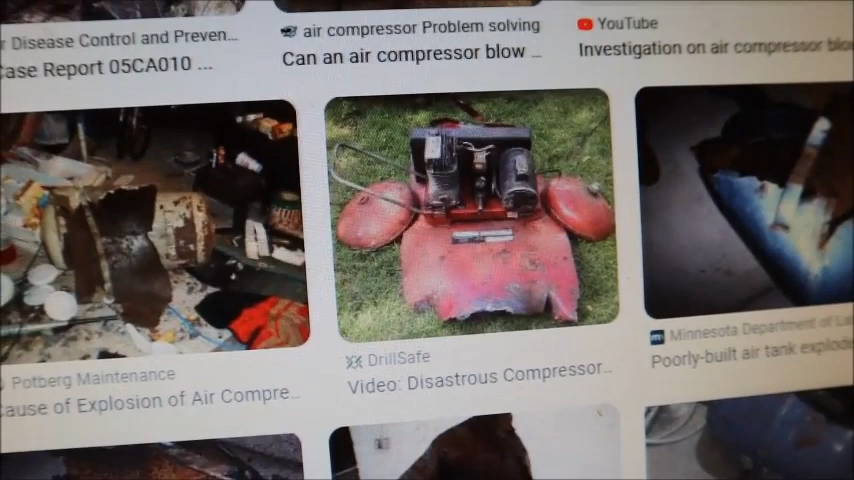 r Disease Control and Preven...
Case Report 05CA010 ...
air compressor Problem solving
Can an air compressor blow ...
YouTube
Investigation on air compressor blo
Potberg Maintenance
Cause of Explosion of Air Compre...
DrillSafe
Video: Disastrous Compressor...
Minnesota Department of La
Poorly-built air tank explode